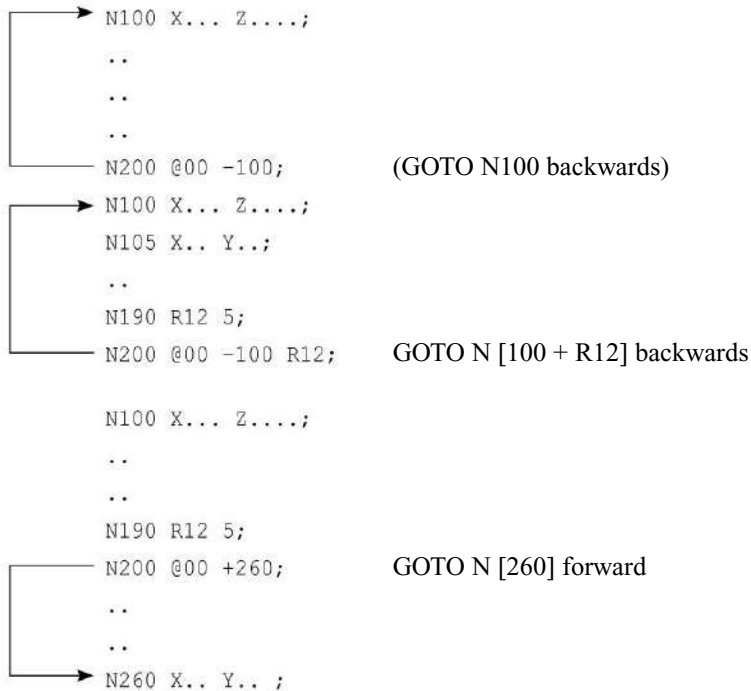 N100 X... Z....;
..
..
..
N200 @00 -100; (GOTO N100 backwards)
N100 X... Z....;
N105 X.. Y..;
..
N190 R12 5;
N200 @00 -100 R12; GOTO N [100 + R12] backwards
N100 X... Z....;
..
..
N190 R12 5;
N200 @00 +260; GOTO N [260] forward
..
..
N260 X.. Y.. ;